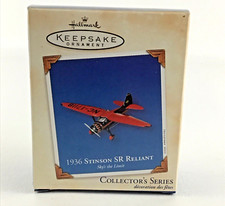 Hallmark
KEEPSAKE
ORNAMENT
1936 STINSON SR RELIANT
Sky's the Limit
COLLECTOR'S SERIES
décoration des fêtes